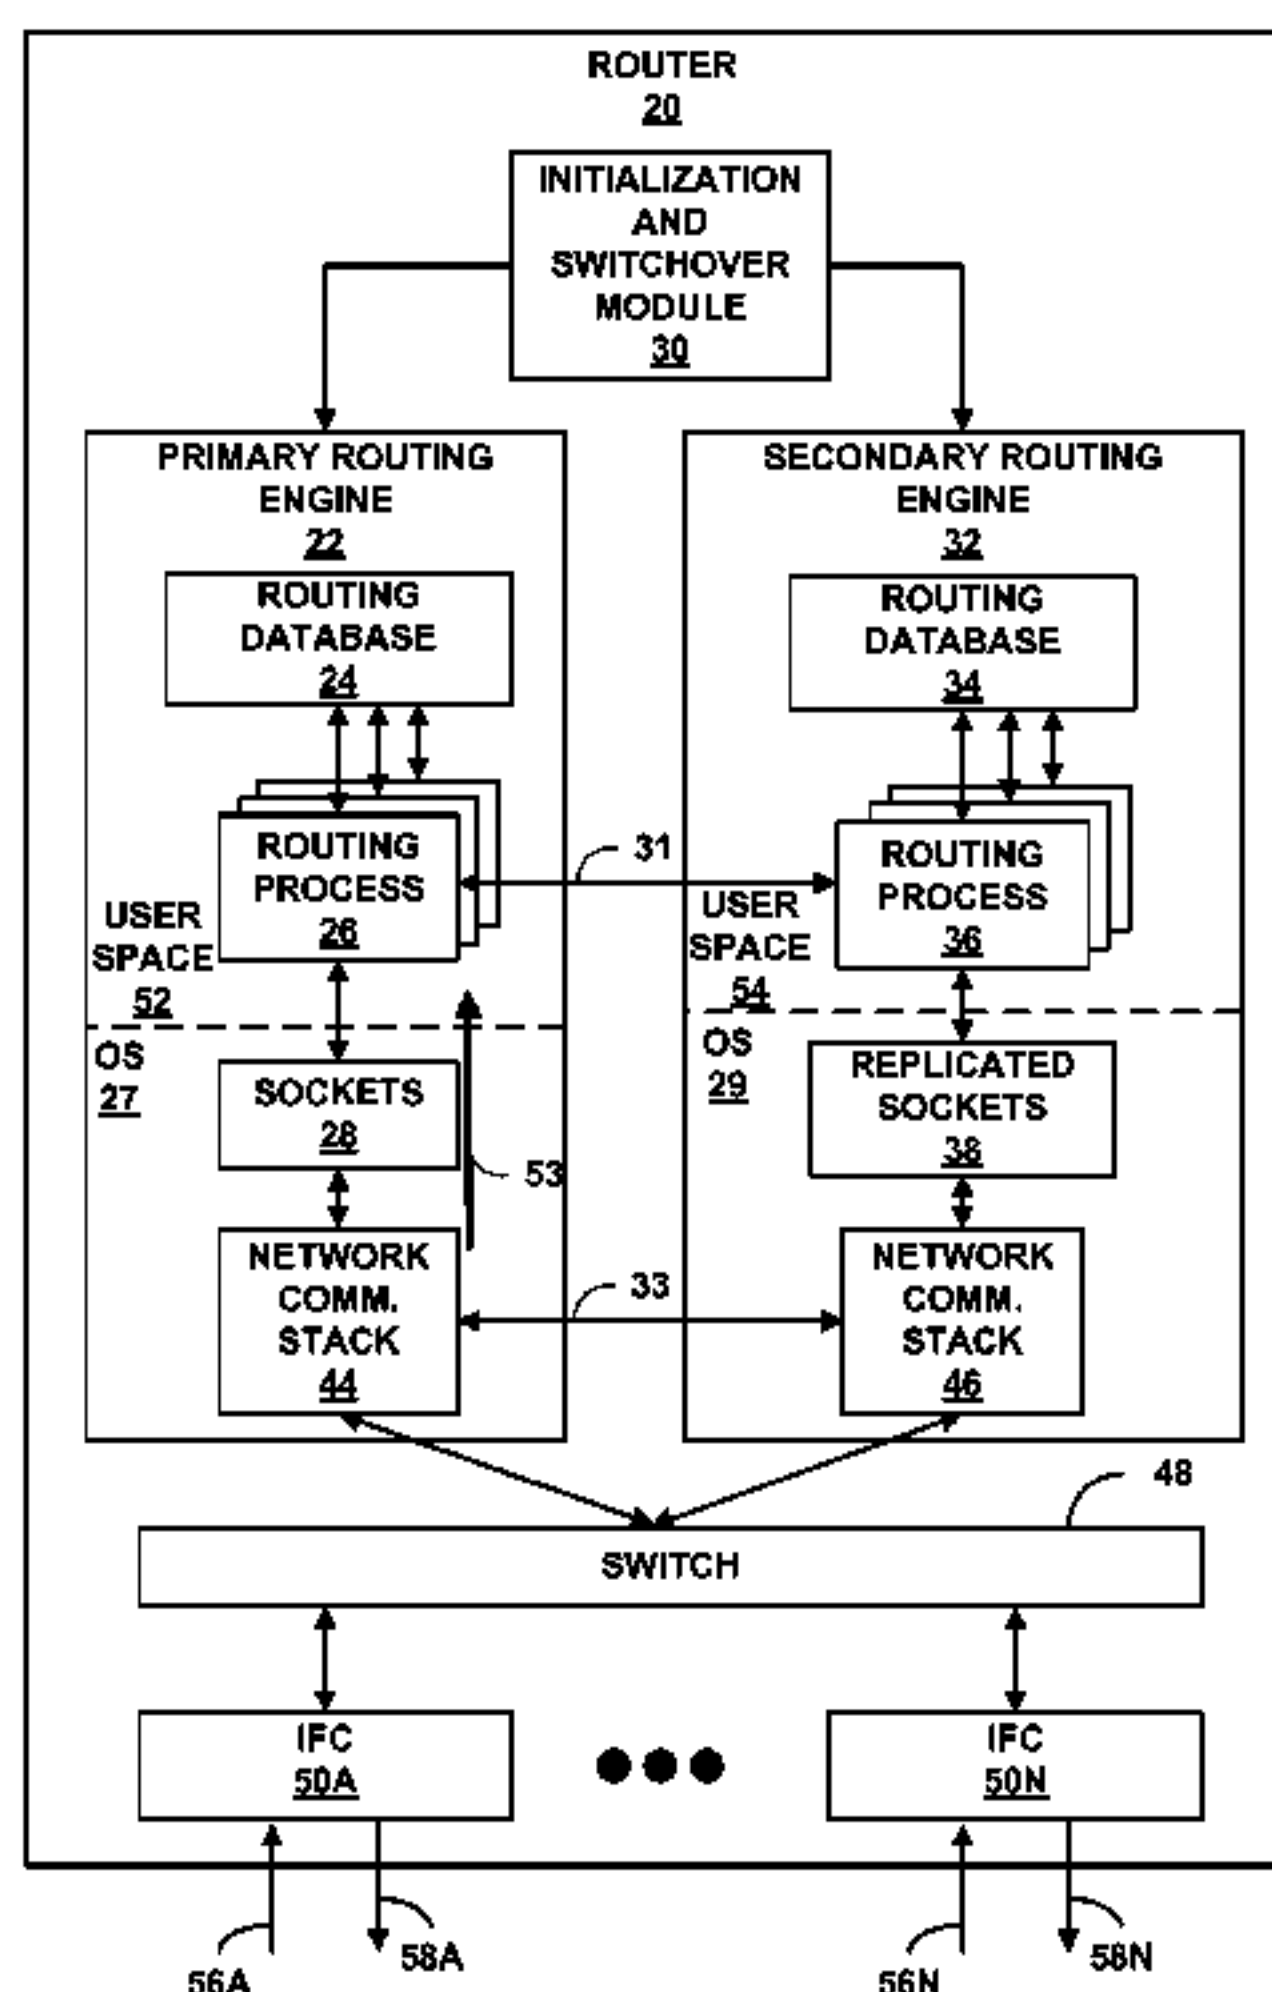 ROUTER
20
INITIALIZATION
AND
SWITCHOVER
MODULE
30
PRIMARY ROUTING
ENGINE
22
ROUTING
DATABASE
24
ROUTING
PROCESS
26
USER
SPACE
52
OS
27
SOCKETS
28
53
NETWORK
COMM.
STACK
44
31
33
SECONDARY ROUTING
ENGINE
32
ROUTING
DATABASE
34
ROUTING
PROCESS
36
USER
SPACE
54
OS
29
REPLICATED
SOCKETS
38
NETWORK
COMM.
STACK
46
48
SWITCH
IFC
50A
IFC
50N
56A
58A
56N
58N